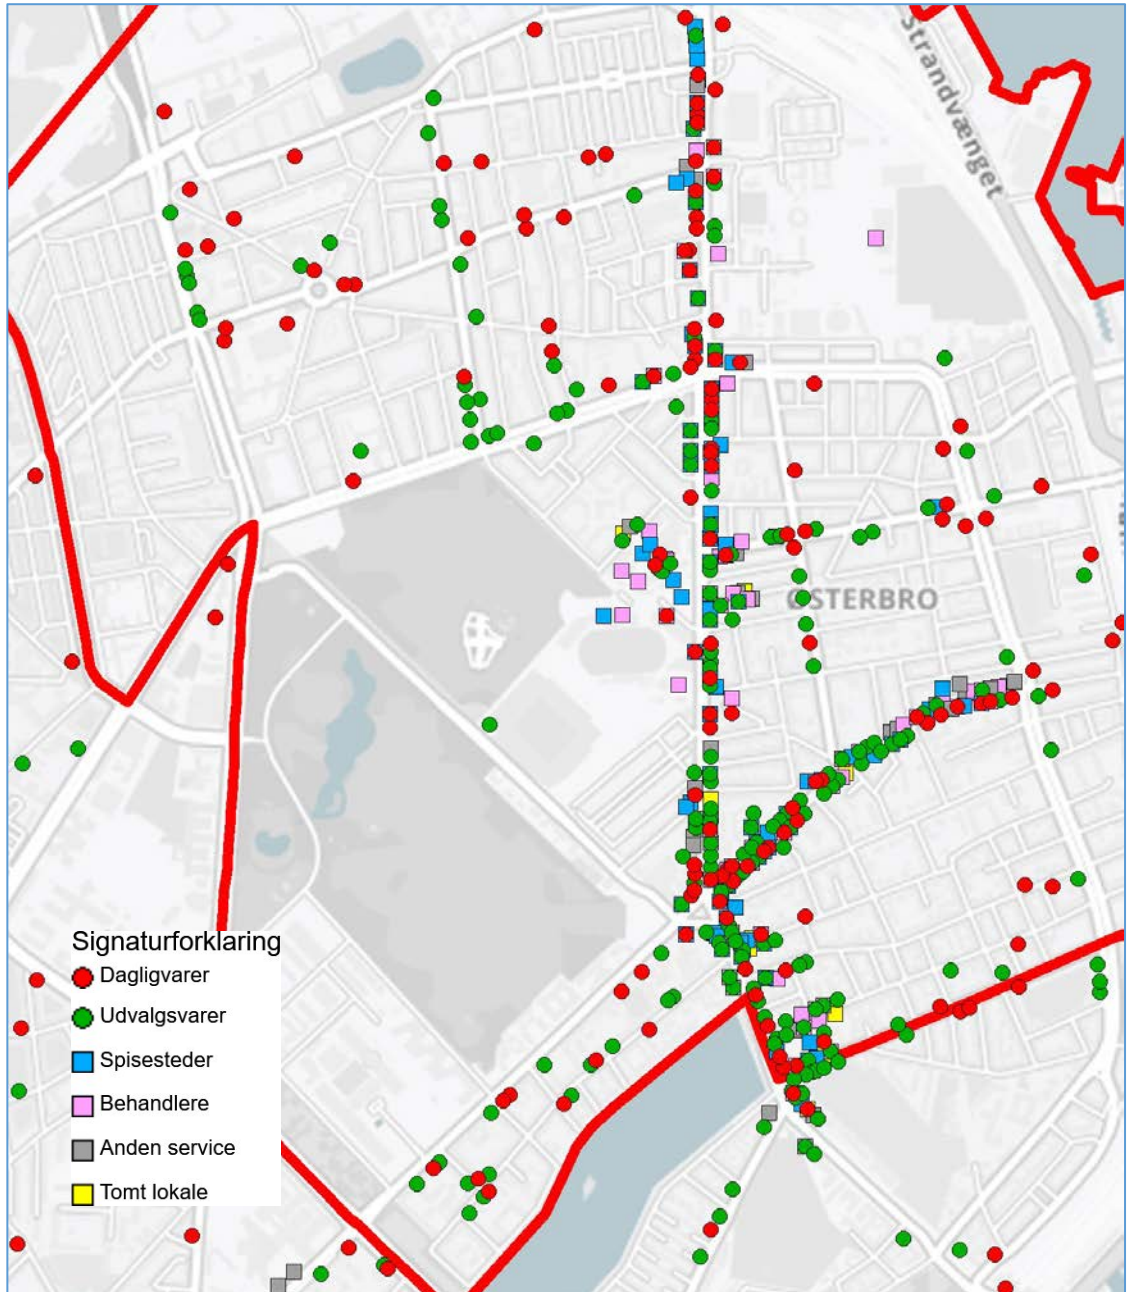 Strandvænget
ØSTERBRO
Signaturforklaring
Dagligvarer
Udvalgsvarer
Spisesteder
Behandlere
Anden service
Tomt lokale